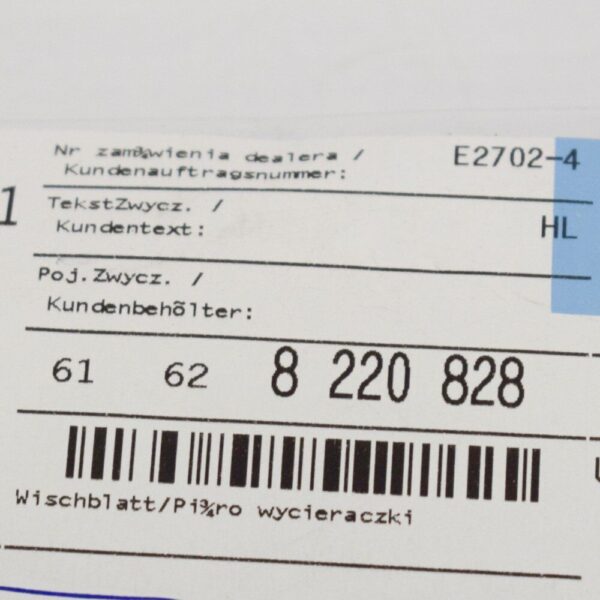 Nr zam¾wienia dealera / E2702-4
Kundenauftragsnummer:
1
TekstZwycz. /
Kundentext: HL
Poj.Zwycz. /
Kundenbehõlter:
61 62 8 220 828
Wischblatt/Pi¾ro wycieraczki